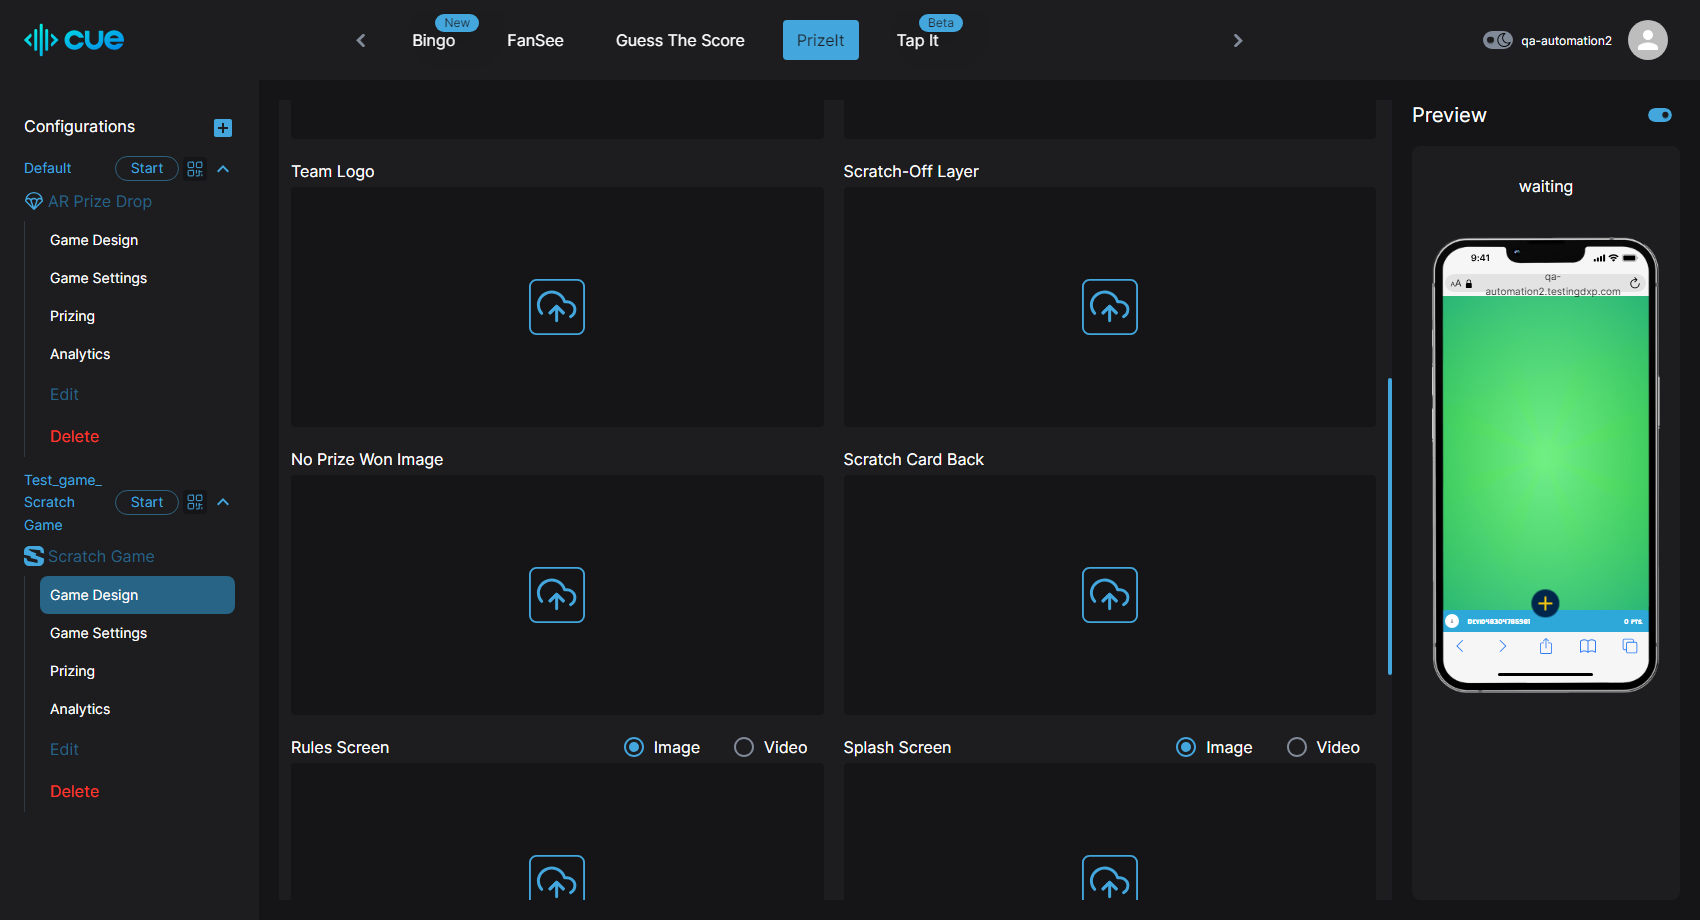 cue
New
Bingo
FanSee
Guess The Score
PrizeIt
Beta
Tap It
qa-automation2
Configurations
Default
Start
AR Prize Drop
Game Design
Game Settings
Prizing
Analytics
Edit
Delete
Test_game_
Scratch
Game
Start
Scratch Game
Game Design
Game Settings
Prizing
Analytics
Edit
Delete
Team Logo
Scratch-Off Layer
No Prize Won Image
Scratch Card Back
Rules Screen
Image
Video
Splash Screen
Image
Video
Preview
waiting
9:41
AA
qa-
automation2.testingdxp.com
0 PTS.